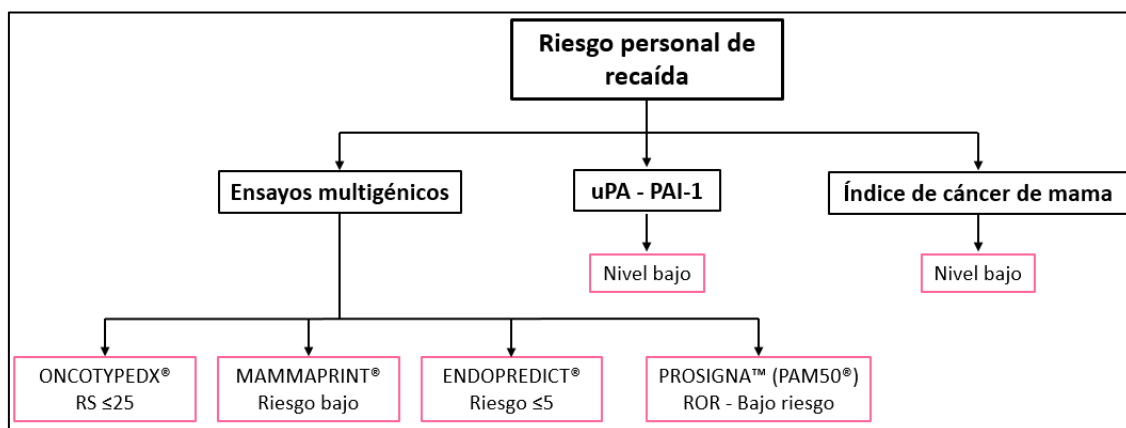 Riesgo personal de
recaída
Ensayos multigénicos
uPA - PAI-1
Índice de cáncer de mama
Nivel bajo
Nivel bajo
ONCOTYPEDX®
RS ≤25
MAMMAPRINT®
Riesgo bajo
ENDOPREDICT®
Riesgo ≤5
PROSIGNA™ (PAM50®)
ROR - Bajo riesgo